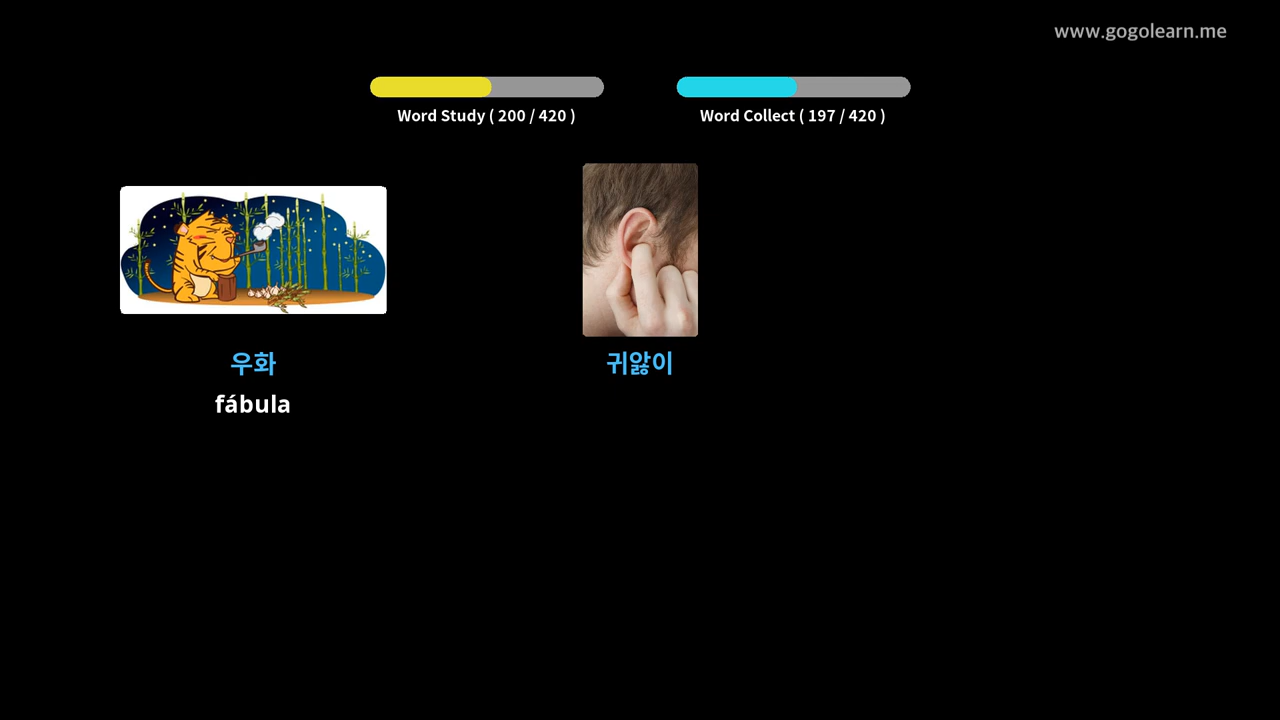 www.gogolearn.me
Word Study ( 200 / 420 )
Word Collect ( 197 / 420 )
우화
귀앓이
fábula